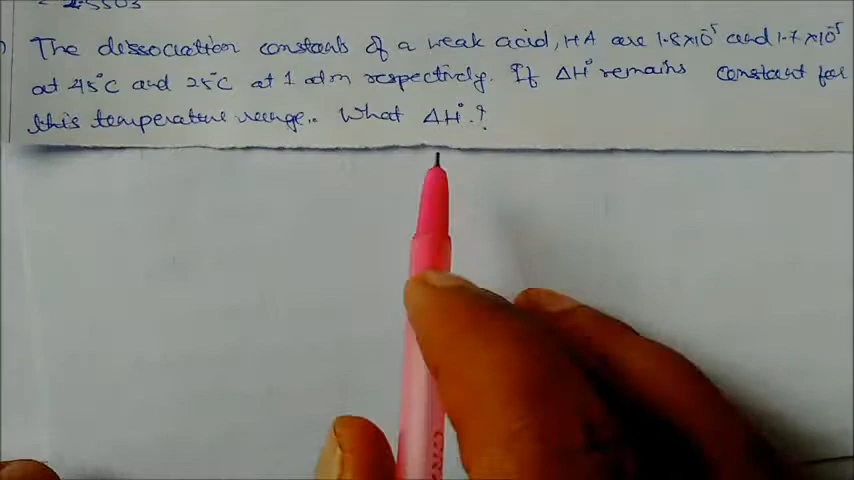 The dissociation constants of a weak acid, HA are 1.8×10⁻⁵ and 1.7×10⁻⁵
at 45°C and 25°C at 1 atm respectively. If ΔH° remains constant for
this temperature range.. What ΔH°.?